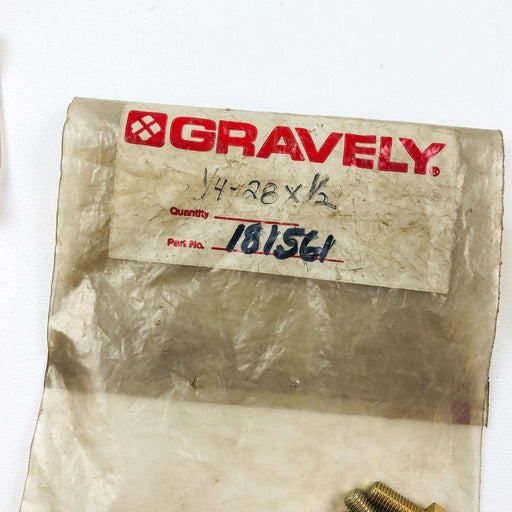 GRAVELY®
1/4-28 x 1/2
Quantity
Part No. 181561